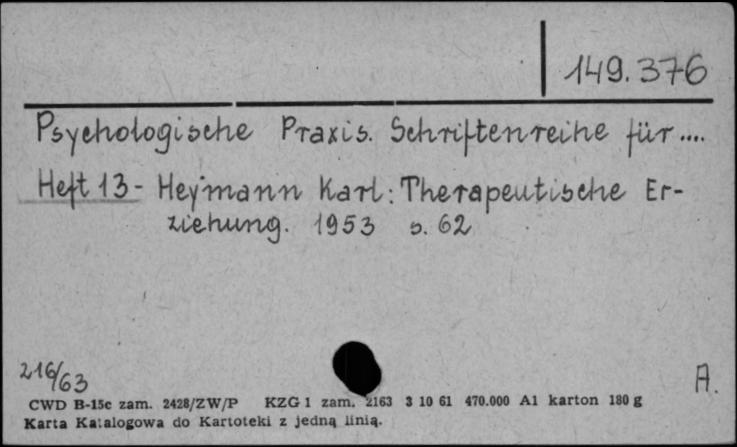 149.376
Psychologische Praxis. Schriftenreihe für....
Heft 13 - Heymann Karl: Therapeutische Er-
ziehung. 1953 s. 62
216/63
A.
CWD B-15c zam. 2428/ZW/P KZG 1 zam. 2163 3 10 61 470.000 A1 karton 180 g
Karta Katalogowa do Kartoteki z jedną linią.